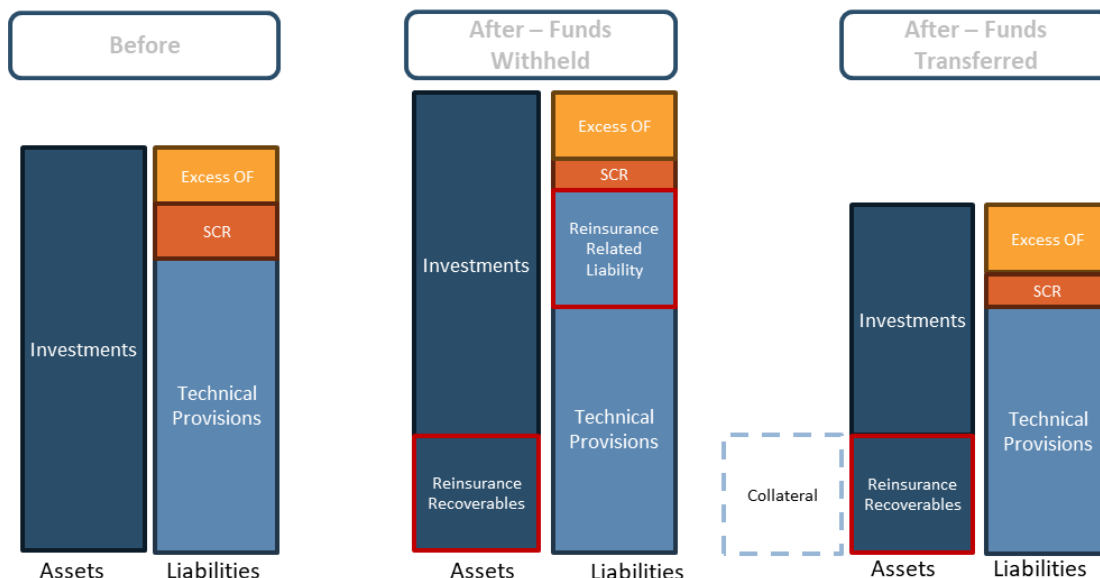 Before
After – Funds
Withheld
After – Funds
Transferred
Investments
Excess OF
SCR
Technical
Provisions
Assets
Liabilities
Investments
Reinsurance
Recoverables
Excess OF
SCR
Reinsurance
Related
Liability
Technical
Provisions
Assets
Liabilities
Collateral
Investments
Reinsurance
Recoverables
Excess OF
SCR
Technical
Provisions
Assets
Liabilities